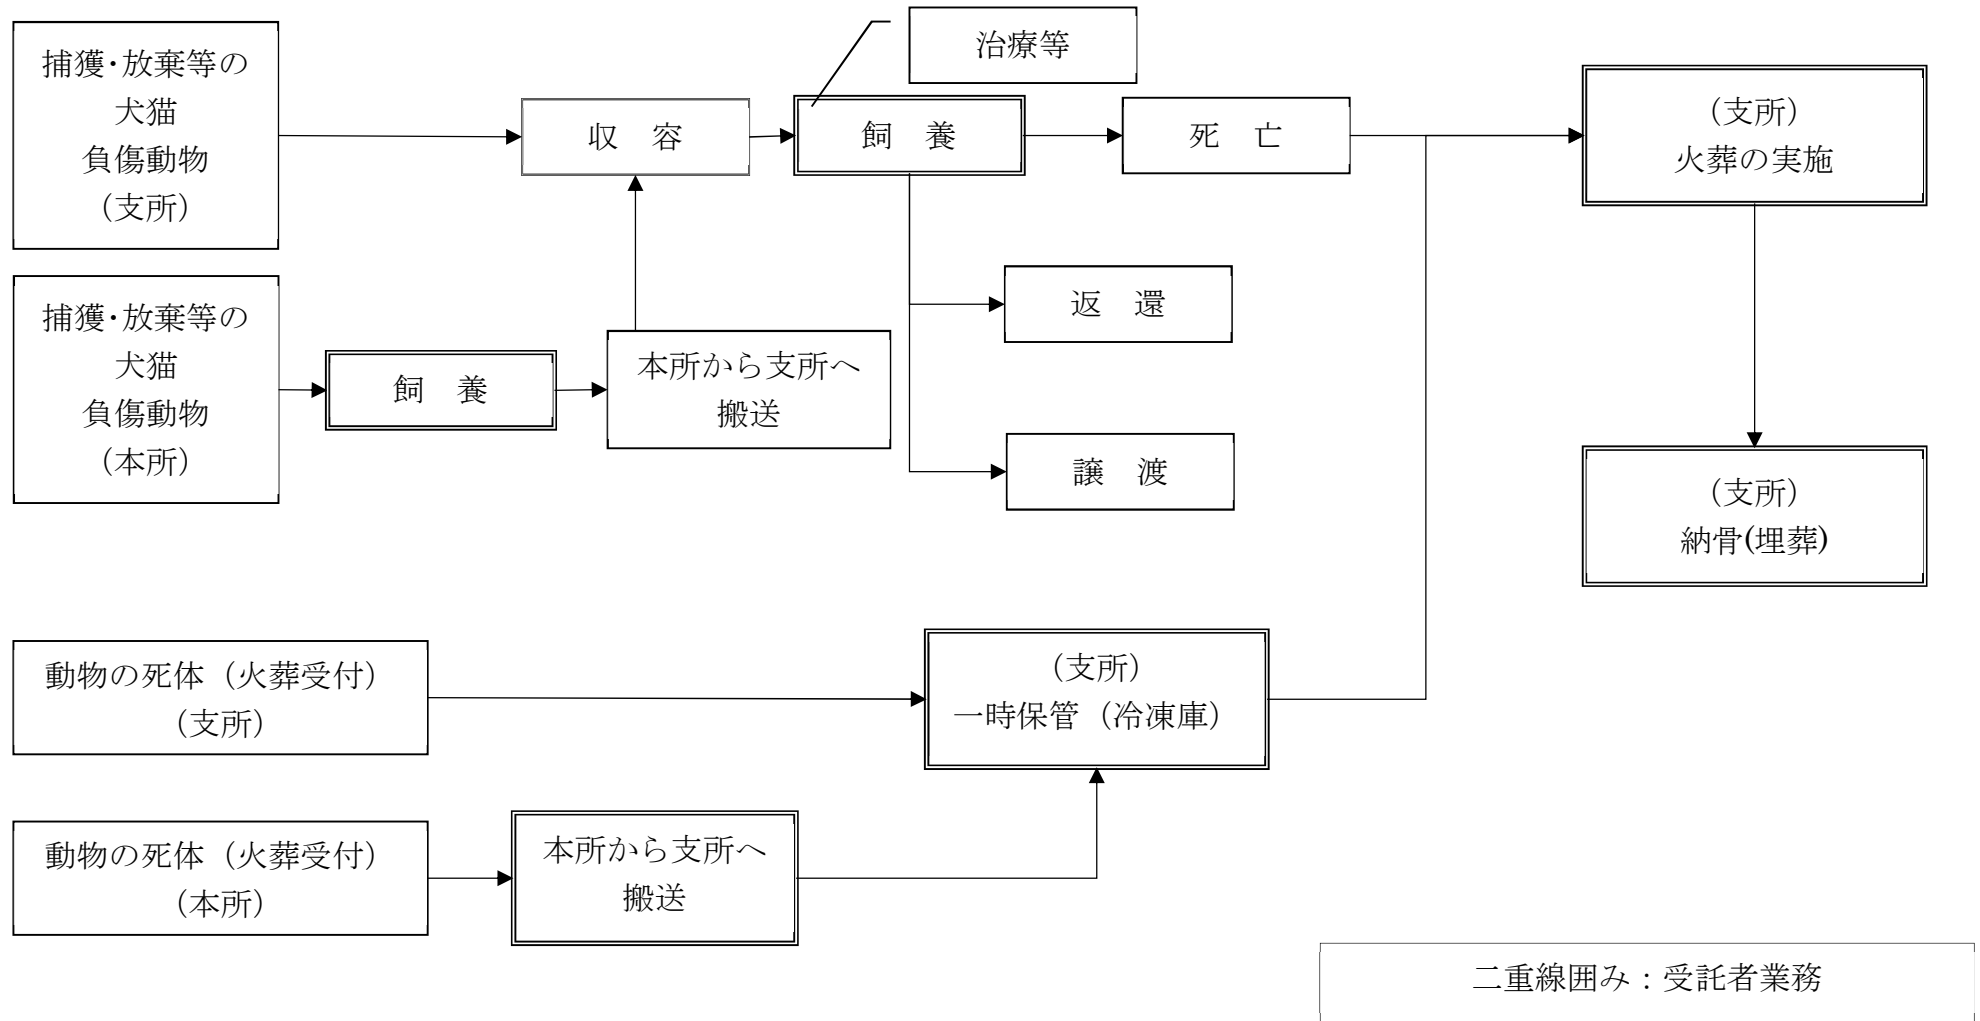 捕獲・放棄等の
犬猫
負傷動物
（支所）
収　容
治療等
飼　養
死　亡
（支所）
火葬の実施
返　還
譲　渡
捕獲・放棄等の
犬猫
負傷動物
（本所）
飼　養
本所から支所へ
搬送
（支所）
納骨(埋葬)
動物の死体（火葬受付）
（支所）
（支所）
一時保管（冷凍庫）
動物の死体（火葬受付）
（本所）
本所から支所へ
搬送
二重線囲み：受託者業務